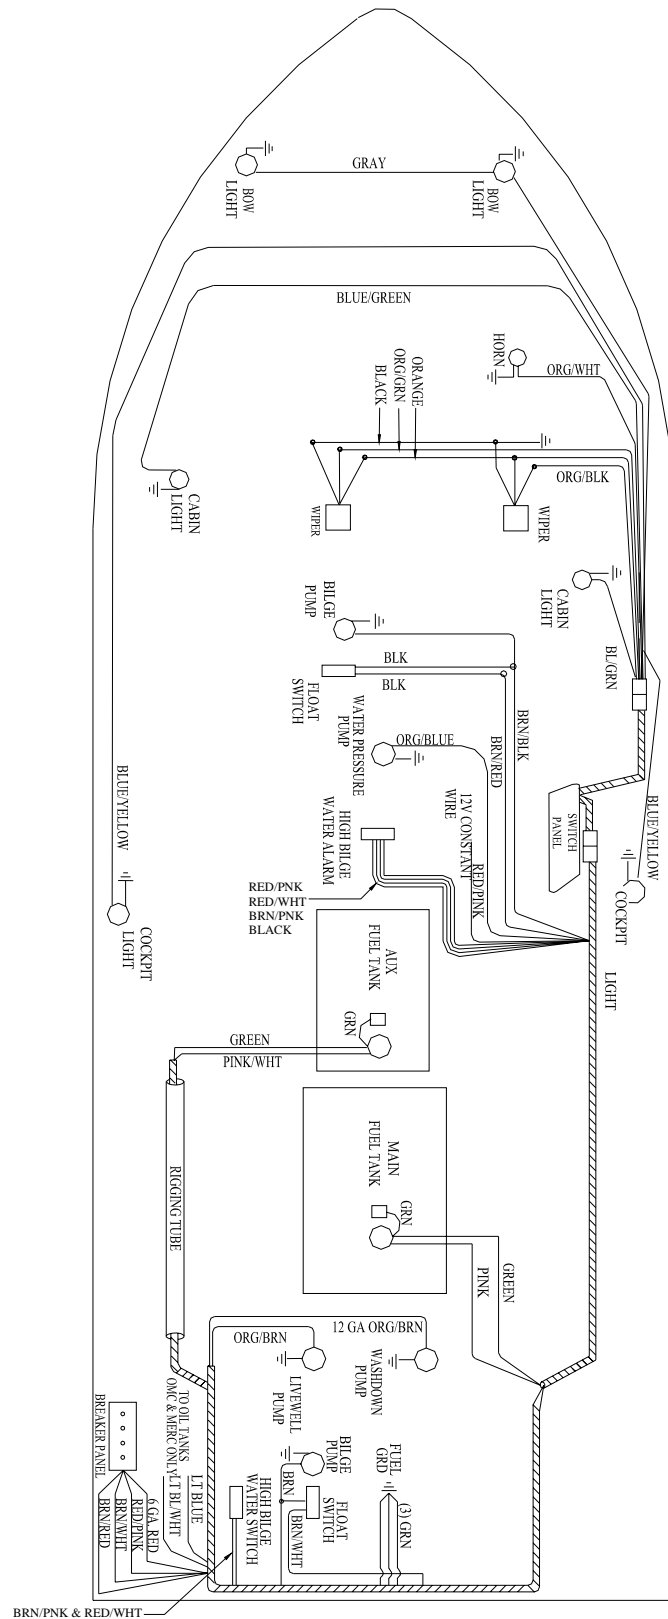 GRAY
BOW
LIGHT
BOW
LIGHT
BLUE/GREEN
HORN
ORG/WHT
ORANGE
ORG/GRN
BLACK
ORG/BLK
CABIN
LIGHT
WIPER
WIPER
BILGE
PUMP
CABIN
LIGHT
BL/GRN
BLK
BLK
FLOAT
SWITCH
BRN/BLK
BRN/RED
WATER PRESSURE
PUMP
ORG/BLUE
BLUE/YELLOW
BLUE/YELLOW
12V CONSTANT
WIRE
RED/PINK
SWITCH
PANEL
HIGH BILGE
WATER ALARM
RED/PNK
RED/WHT
BRN/PNK
BLACK
COCKPIT
LIGHT
COCKPIT
LIGHT
AUX
FUEL TANK
GRN
GREEN
PINK/WHT
MAIN
FUEL TANK
GRN
RIGGING TUBE
GREEN
PINK
12 GA ORG/BRN
ORG/BRN
LIVEWELL
PUMP
WASHDOWN
PUMP
BREAKER PANEL
TO OIL TANKS
OMC & MERC ONLY
LT BL/WHT
LT BLUE
BILGE
PUMP
FUEL
GRD
BRN
HIGH BILGE
WATER SWITCH
FLOAT
SWITCH
BRN/WHT
(3) GRN
6 GA. RED
RED/PINK
BRN/WHT
BRN/RED
BRN/PNK & RED/WHT